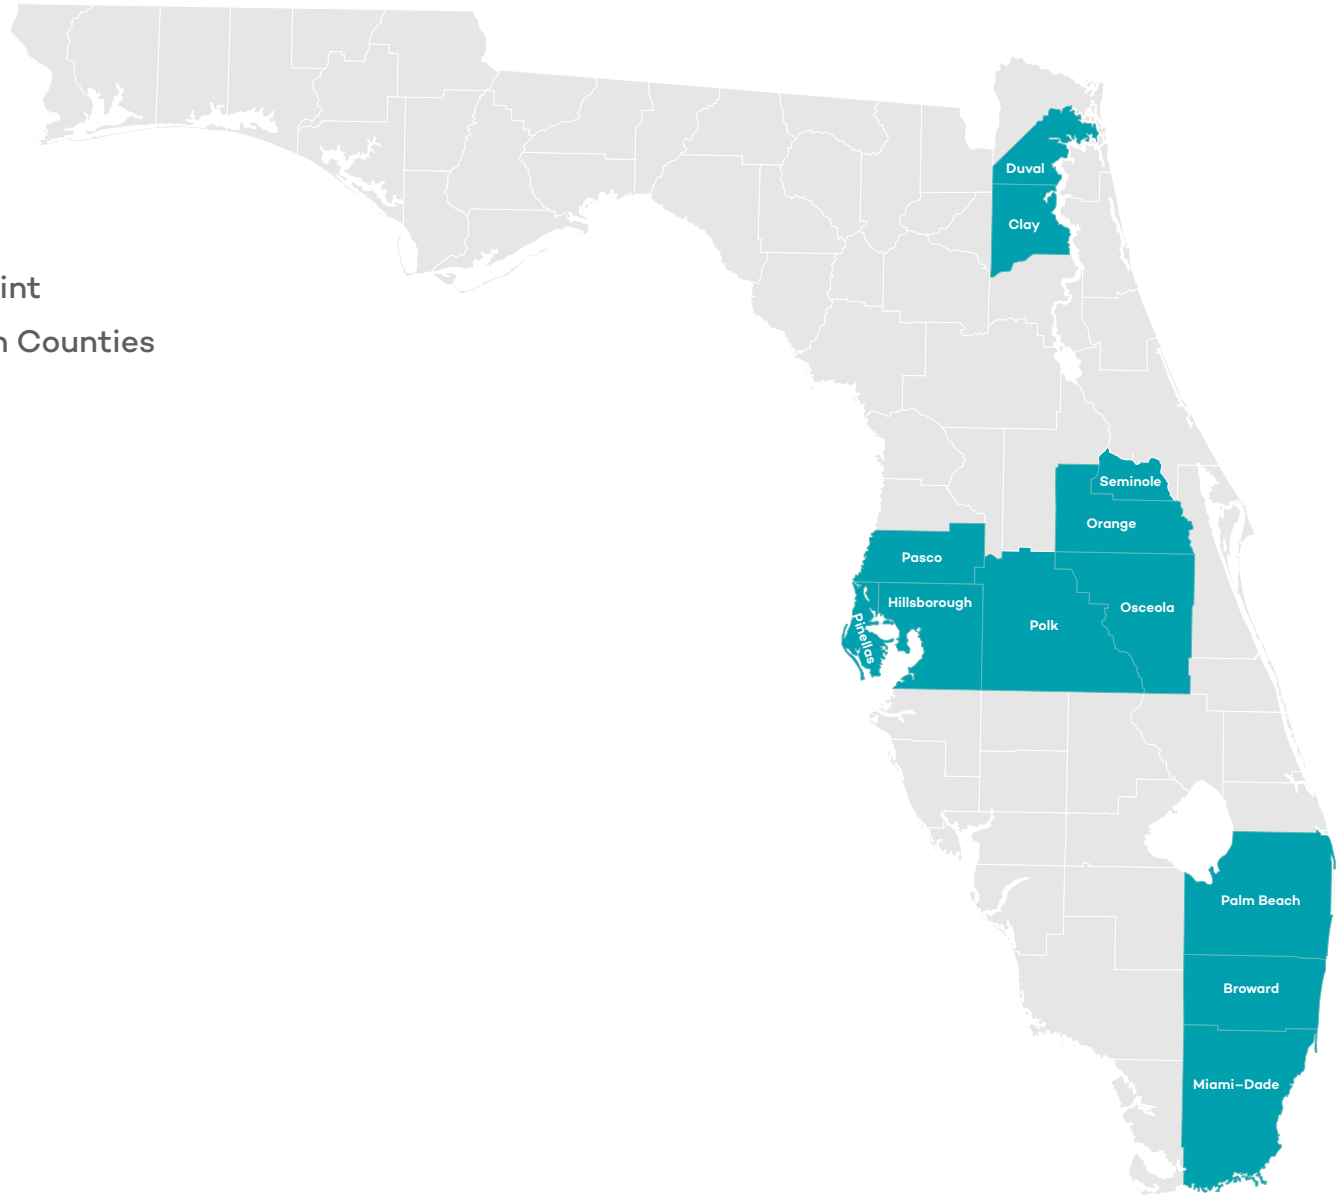 int
n Counties
Duval
Clay
Seminole
Orange
Pasco
Hillsborough
Osceola
Pinellas
Polk
Palm Beach
Broward
Miami–Dade